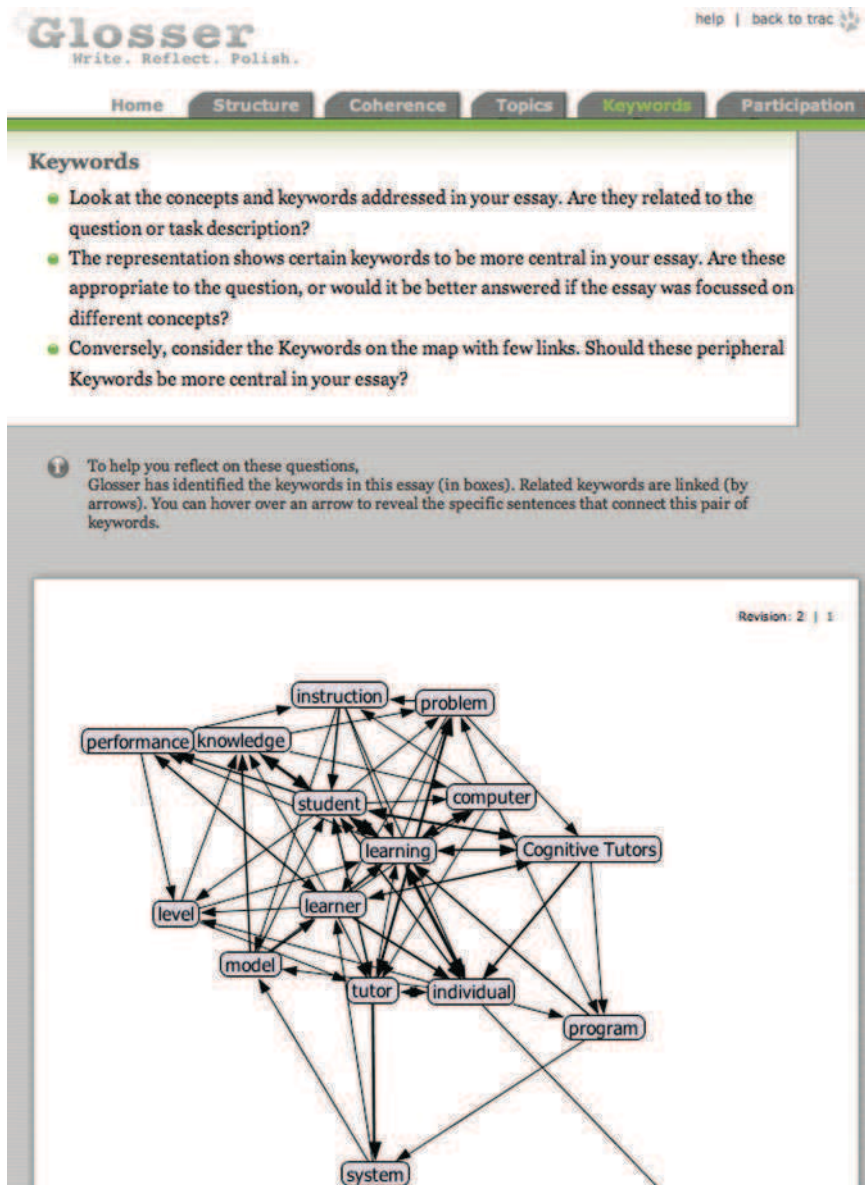 help | back to trac
Glosser
Write. Reflect. Polish.
Home Structure Coherence Topics Keywords Participation
Keywords
Look at the concepts and keywords addressed in your essay. Are they related to the
question or task description?
The representation shows certain keywords to be more central in your essay. Are these
appropriate to the question, or would it be better answered if the essay was focussed on
different concepts?
Conversely, consider the Keywords on the map with few links. Should these peripheral
Keywords be more central in your essay?
To help you reflect on these questions,
Glosser has identified the keywords in this essay (in boxes). Related keywords are linked (by
arrows). You can hover over an arrow to reveal the specific sentences that connect this pair of
keywords.
Revision: 2 | 1
instruction
problem
performance
knowledge
student
computer
learning
Cognitive Tutors
level
learner
model
tutor
individual
program
system